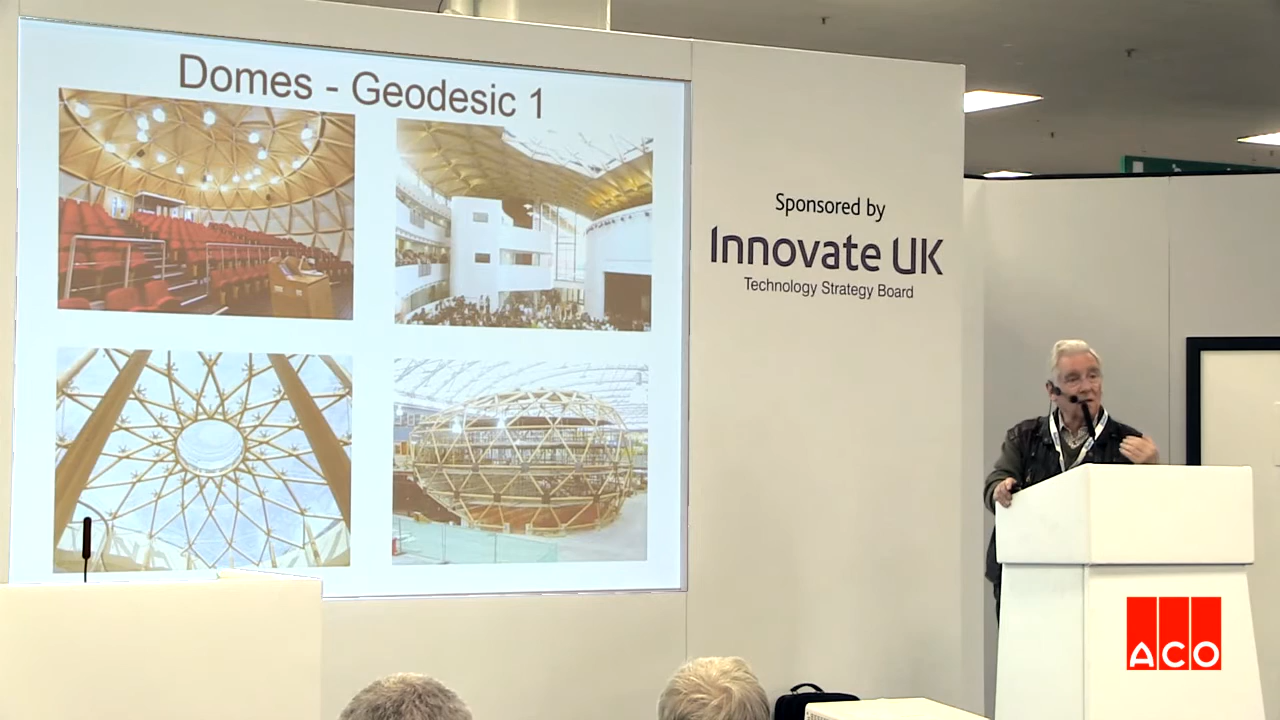 Domes - Geodesic 1
Sponsored by
Innovate UK
Technology Strategy Board
ACO